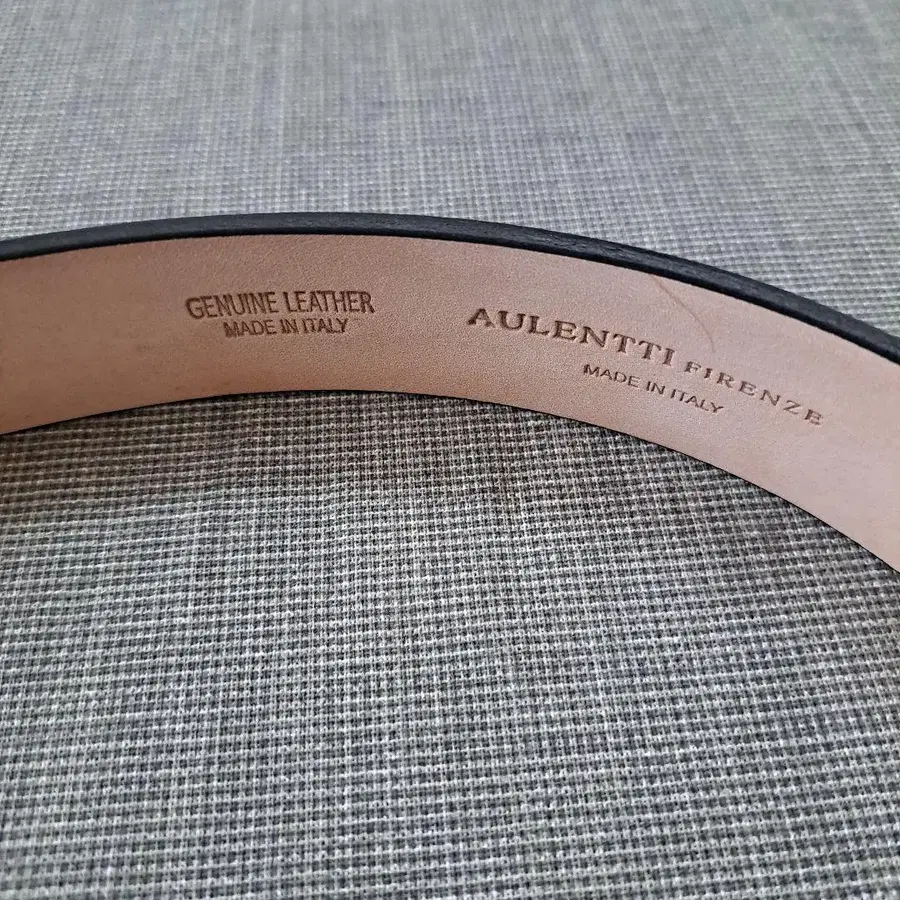 GENUINE LEATHER
MADE IN ITALY
AULENTTI FIRENZE
MADE IN ITALY